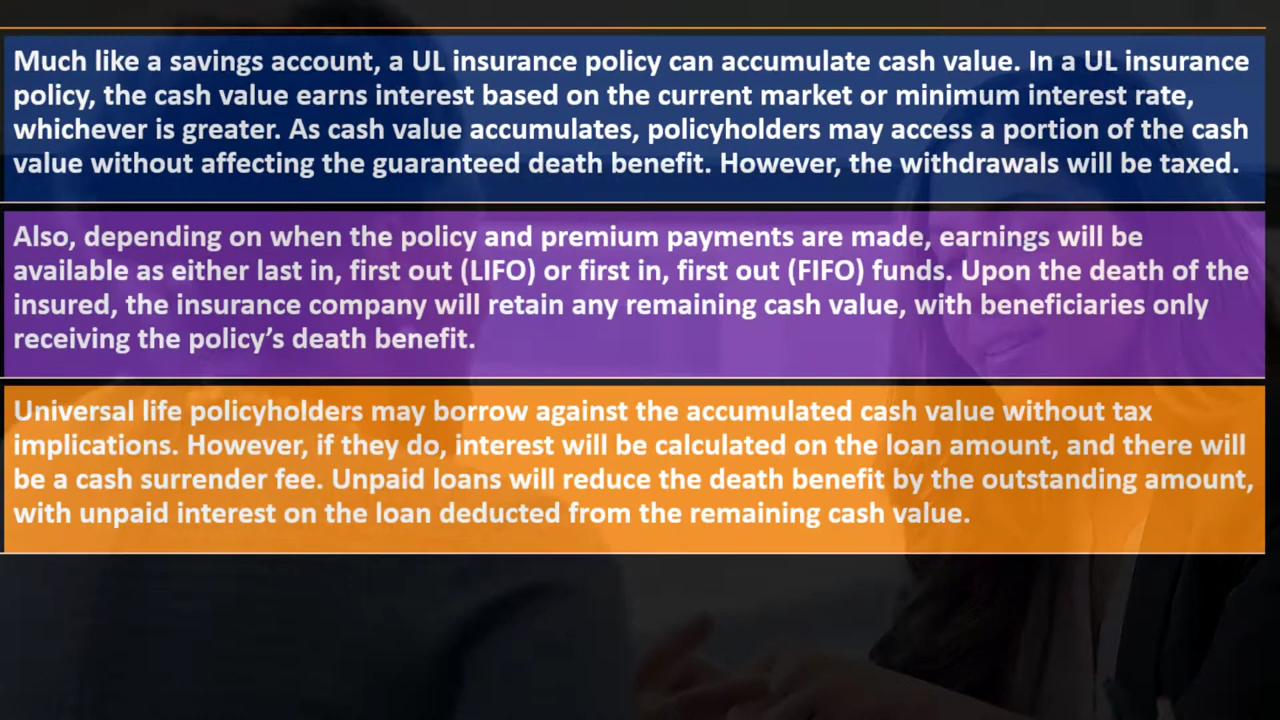 Much like a savings account, a UL insurance policy can accumulate cash value. In a UL insurance
policy, the cash value earns interest based on the current market or minimum interest rate,
whichever is greater. As cash value accumulates, policyholders may access a portion of the cash
value without affecting the guaranteed death benefit. However, the withdrawals will be taxed.
Also, depending on when the policy and premium payments are made, earnings will be
available as either last in, first out (LIFO) or first in, first out (FIFO) funds. Upon the death of the
insured, the insurance company will retain any remaining cash value, with beneficiaries only
receiving the policy’s death benefit.
Universal life policyholders may borrow against the accumulated cash value without tax
implications. However, if they do, interest will be calculated on the loan amount, and there will
be a cash surrender fee. Unpaid loans will reduce the death benefit by the outstanding amount,
with unpaid interest on the loan deducted from the remaining cash value.